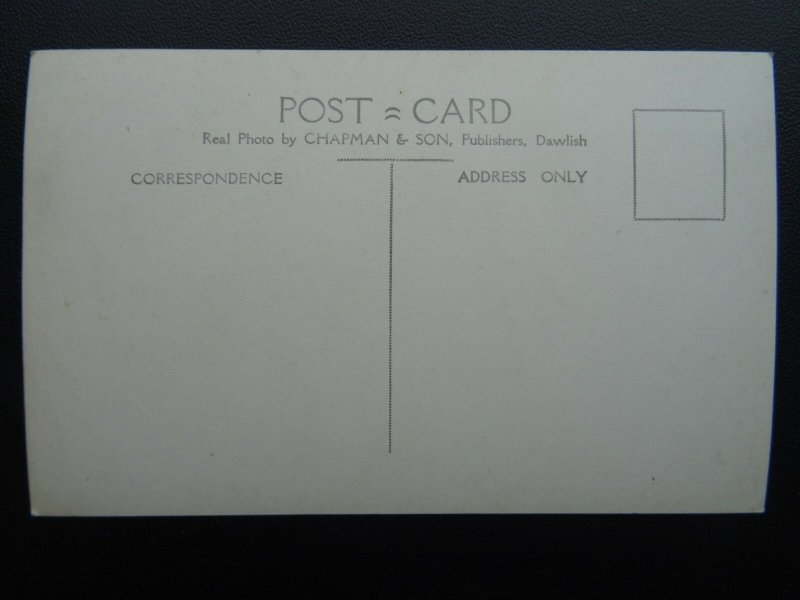 POST CARD
Real Photo by CHAPMAN & SON, Publishers, Dawlish
CORRESPONDENCE
ADDRESS ONLY